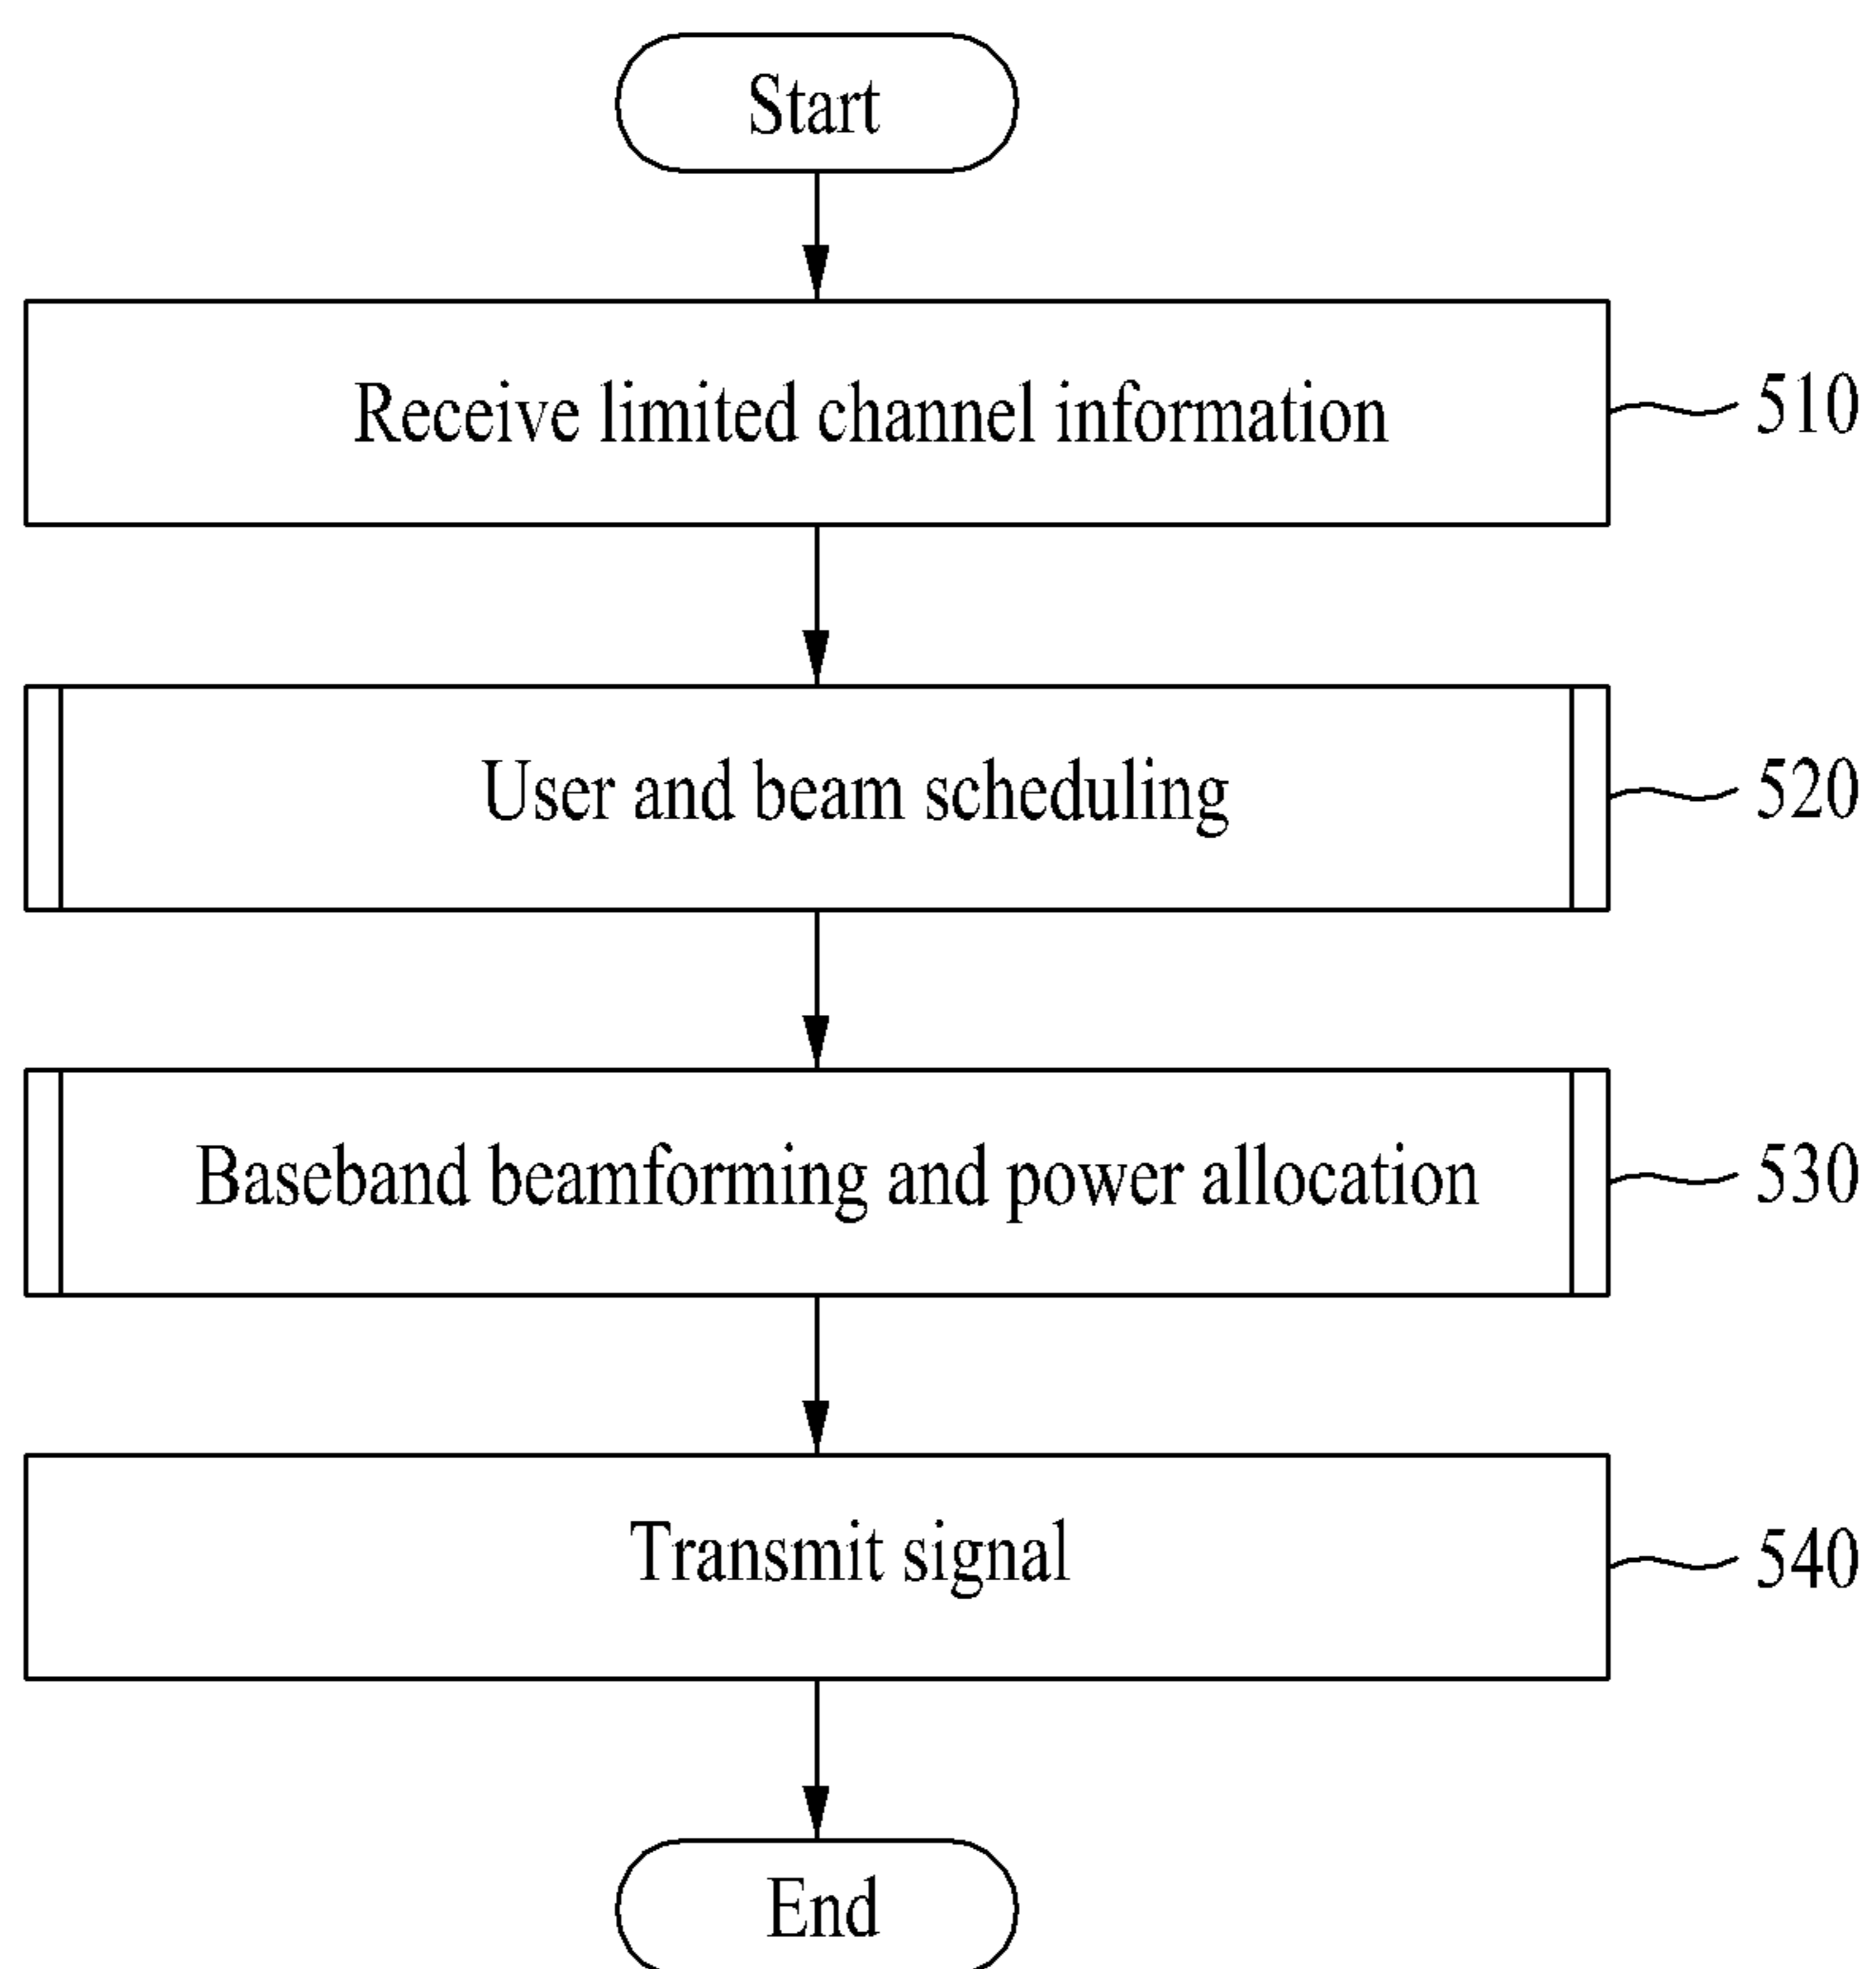 Start
Receive limited channel information
510
User and beam scheduling
520
Baseband beamforming and power allocation
530
Transmit signal
540
End